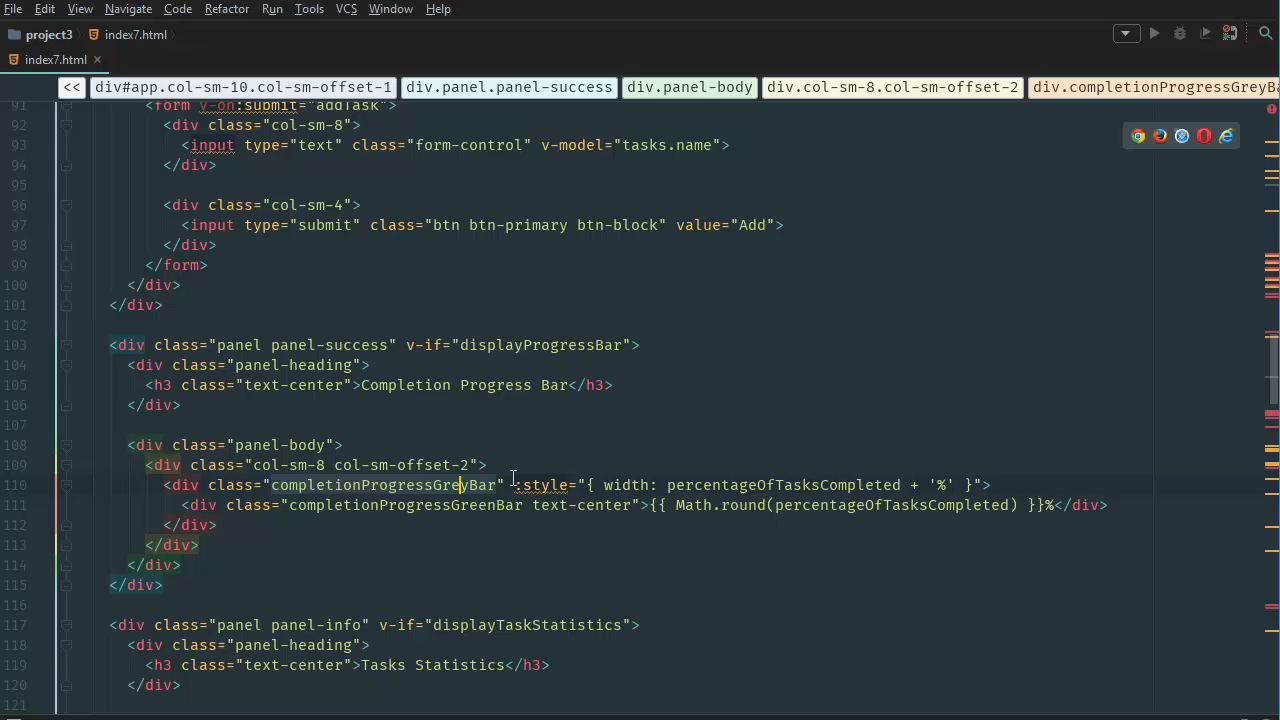 File Edit View Navigate Code Refactor Run Tools VCS Window Help
project3 index7.html
index7.html ×
<< div#app.col-sm-10.col-sm-offset-1 div.panel.panel-success div.panel-body div.col-sm-8.col-sm-offset-2 div.completionProgressGreyBa
91 <form v-on:submit="addTask">
92 <div class="col-sm-8">
93 <input type="text" class="form-control" v-model="tasks.name">
94 </div>
95
96 <div class="col-sm-4">
97 <input type="submit" class="btn btn-primary btn-block" value="Add">
98 </div>
99 </form>
100 </div>
101 </div>
102
103 <div class="panel panel-success" v-if="displayProgressBar">
104 <div class="panel-heading">
105 <h3 class="text-center">Completion Progress Bar</h3>
106 </div>
107
108 <div class="panel-body">
109 <div class="col-sm-8 col-sm-offset-2">
110 <div class="completionProgressGreyBar" :style="{ width: percentageOfTasksCompleted + '%' }">
111 <div class="completionProgressGreenBar text-center">{{ Math.round(percentageOfTasksCompleted) }}%</div>
112 </div>
113 </div>
114 </div>
115 </div>
116
117 <div class="panel panel-info" v-if="displayTaskStatistics">
118 <div class="panel-heading">
119 <h3 class="text-center">Tasks Statistics</h3>
120 </div>
121